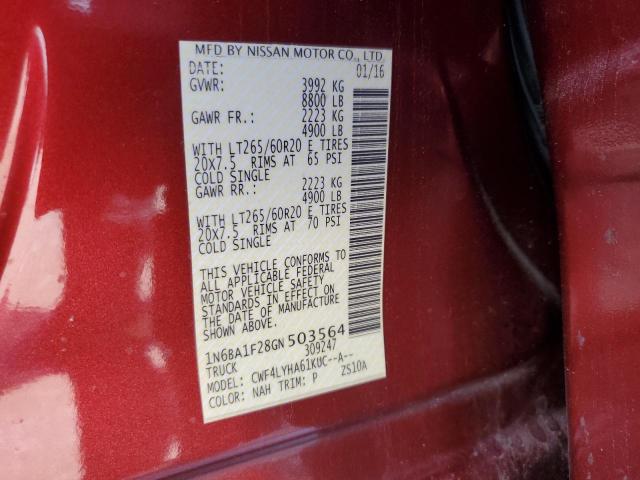 MFD BY NISSAN MOTOR CO., LTD.
DATE: 01/16
GVWR: 3992 KG
8800 LB
GAWR FR.: 2223 KG
4900 LB
WITH LT265/60R20 E TIRES
20X7.5 RIMS AT 65 PSI
COLD SINGLE
GAWR RR.: 2223 KG
4900 LB
WITH LT265/60R20 E TIRES
20X7.5 RIMS AT 70 PSI
COLD SINGLE
THIS VEHICLE CONFORMS TO
ALL APPLICABLE FEDERAL
MOTOR VEHICLE SAFETY
STANDARDS IN EFFECT ON
THE DATE OF MANUFACTURE
SHOWN ABOVE.
1N6BA1F28GN503564
TRUCK 309247
MODEL: CWF4LYHA61KUC--A--
COLOR: NAH TRIM: P ZS10A